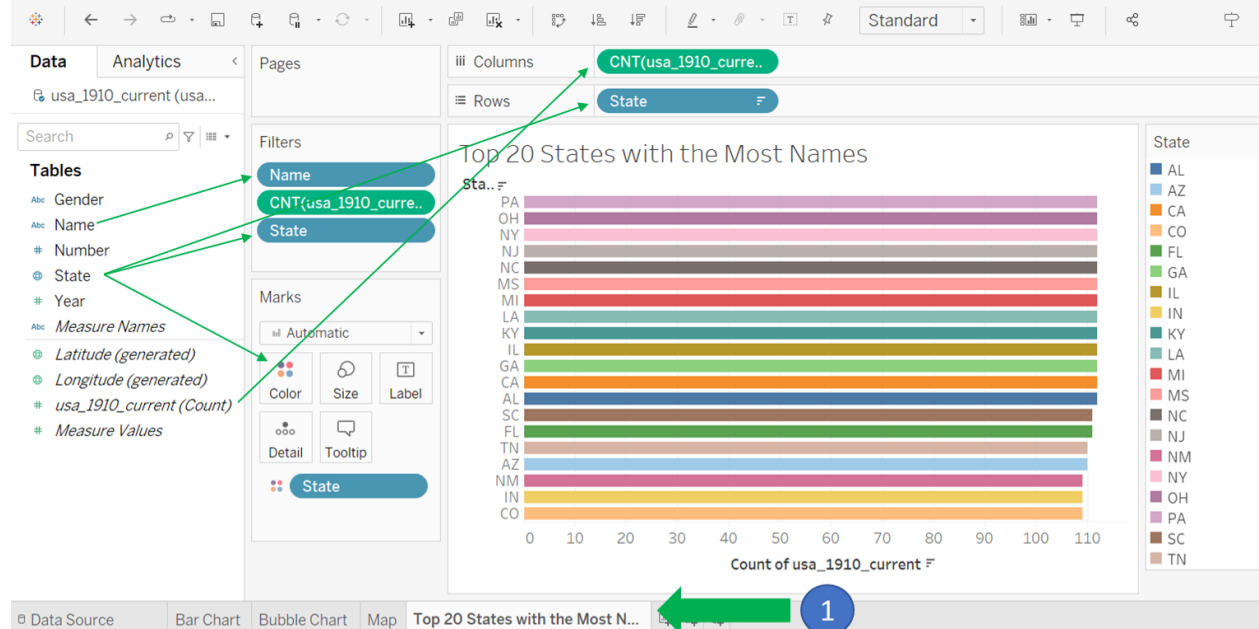 Standard
Data
Analytics
usa_1910_current (usa...
Search
Tables
Abc Gender
Abc Name
# Number
State
# Year
Abc Measure Names
Latitude (generated)
Longitude (generated)
# usa_1910_current (Count)
# Measure Values
Pages
Filters
Name
CNT(usa_1910_curre..
State
Marks
Automatic
Color
Size
T
Label
Detail
Tooltip
State
iii Columns
CNT(usa_1910_curre..
Rows
State
Top 20 States with the Most Names
Sta..
PA
OH
NY
NJ
NC
MS
MI
LA
KY
IL
GA
CA
AL
SC
FL
TN
AZ
NM
IN
CO
0 10 20 30 40 50 60 70 80 90 100 110
Count of usa_1910_current
State
AL
AZ
CA
CO
FL
GA
IL
IN
KY
LA
MI
MS
NC
NJ
NM
NY
OH
PA
SC
TN
Data Source
Bar Chart
Bubble Chart
Map
Top 20 States with the Most N...
1